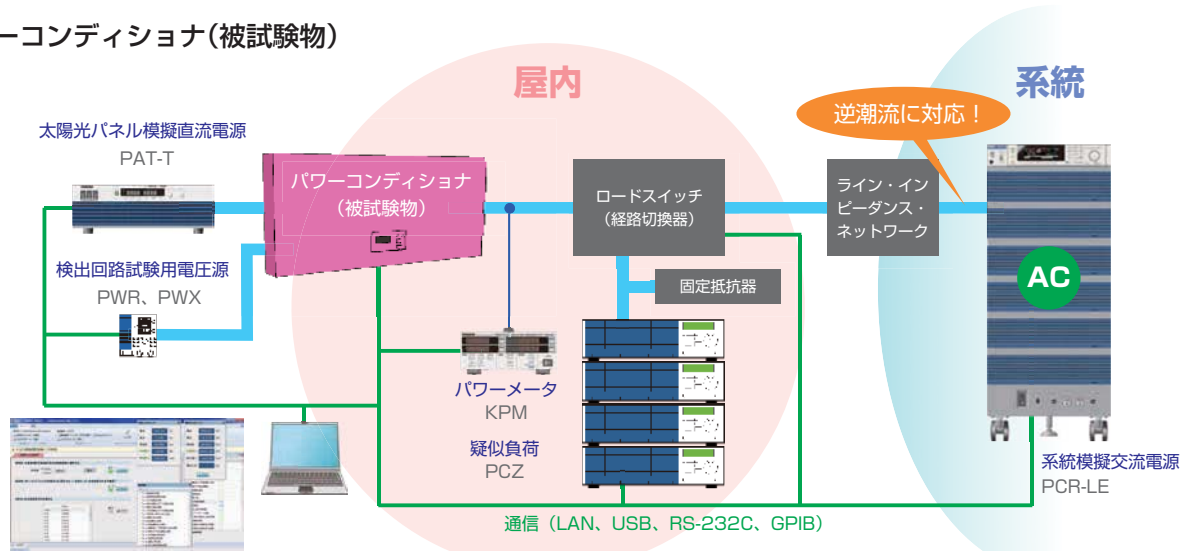 ーコンディショナ(被試験物)
屋内
系統
逆潮流に対応！
太陽光パネル模擬直流電源
PAT-T
パワーコンディショナ
（被試験物）
ロードスイッチ
（経路切換器）
ライン・イン
ピーダンス・
ネットワーク
検出回路試験用電圧源
PWR、PWX
固定抵抗器
AC
パワーメータ
KPM
疑似負荷
PCZ
系統模擬交流電源
PCR-LE
通信（LAN、USB、RS-232C、GPIB）